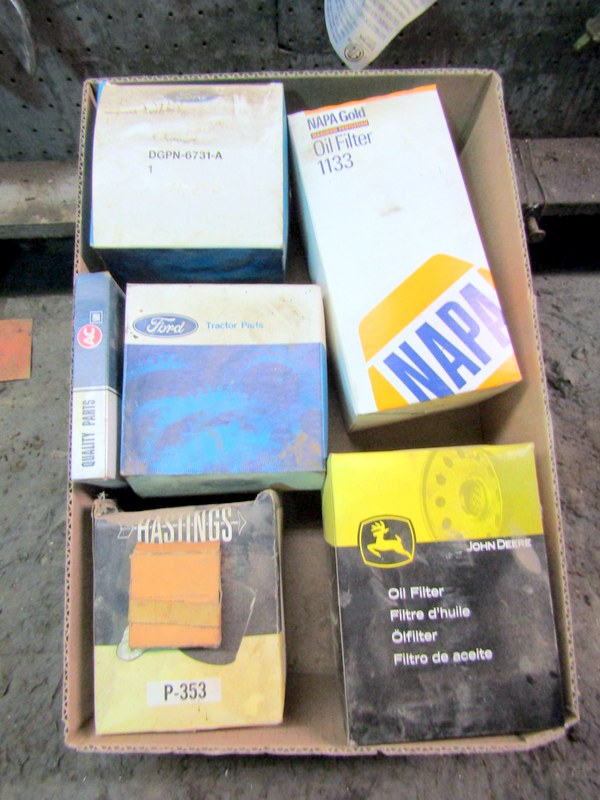 DGPN-6731-A
1
NAPA Gold
Oil Filter
1133
NAPA
AC
QUALITY PARTS
Ford
Tractor Parts
HASTINGS
P-353
JOHN DEERE
Oil Filter
Filtre d'huile
Ölfilter
Filtro de aceite